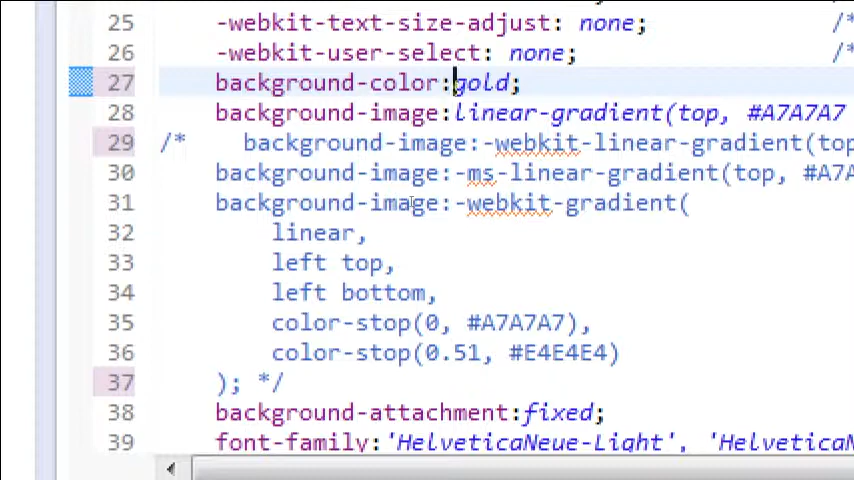 25 -webkit-text-size-adjust: none; /*
26 -webkit-user-select: none; /*
27 background-color:gold;
28 background-image:linear-gradient(top, #A7A7A7
29 /* background-image:-webkit-linear-gradient(top
30 background-image:-ms-linear-gradient(top, #A7A
31 background-image:-webkit-gradient(
32 linear,
33 left top,
34 left bottom,
35 color-stop(0, #A7A7A7),
36 color-stop(0.51, #E4E4E4)
37 ); */
38 background-attachment:fixed;
39 font-family:'HelveticaNeue-Light', 'HelveticaN